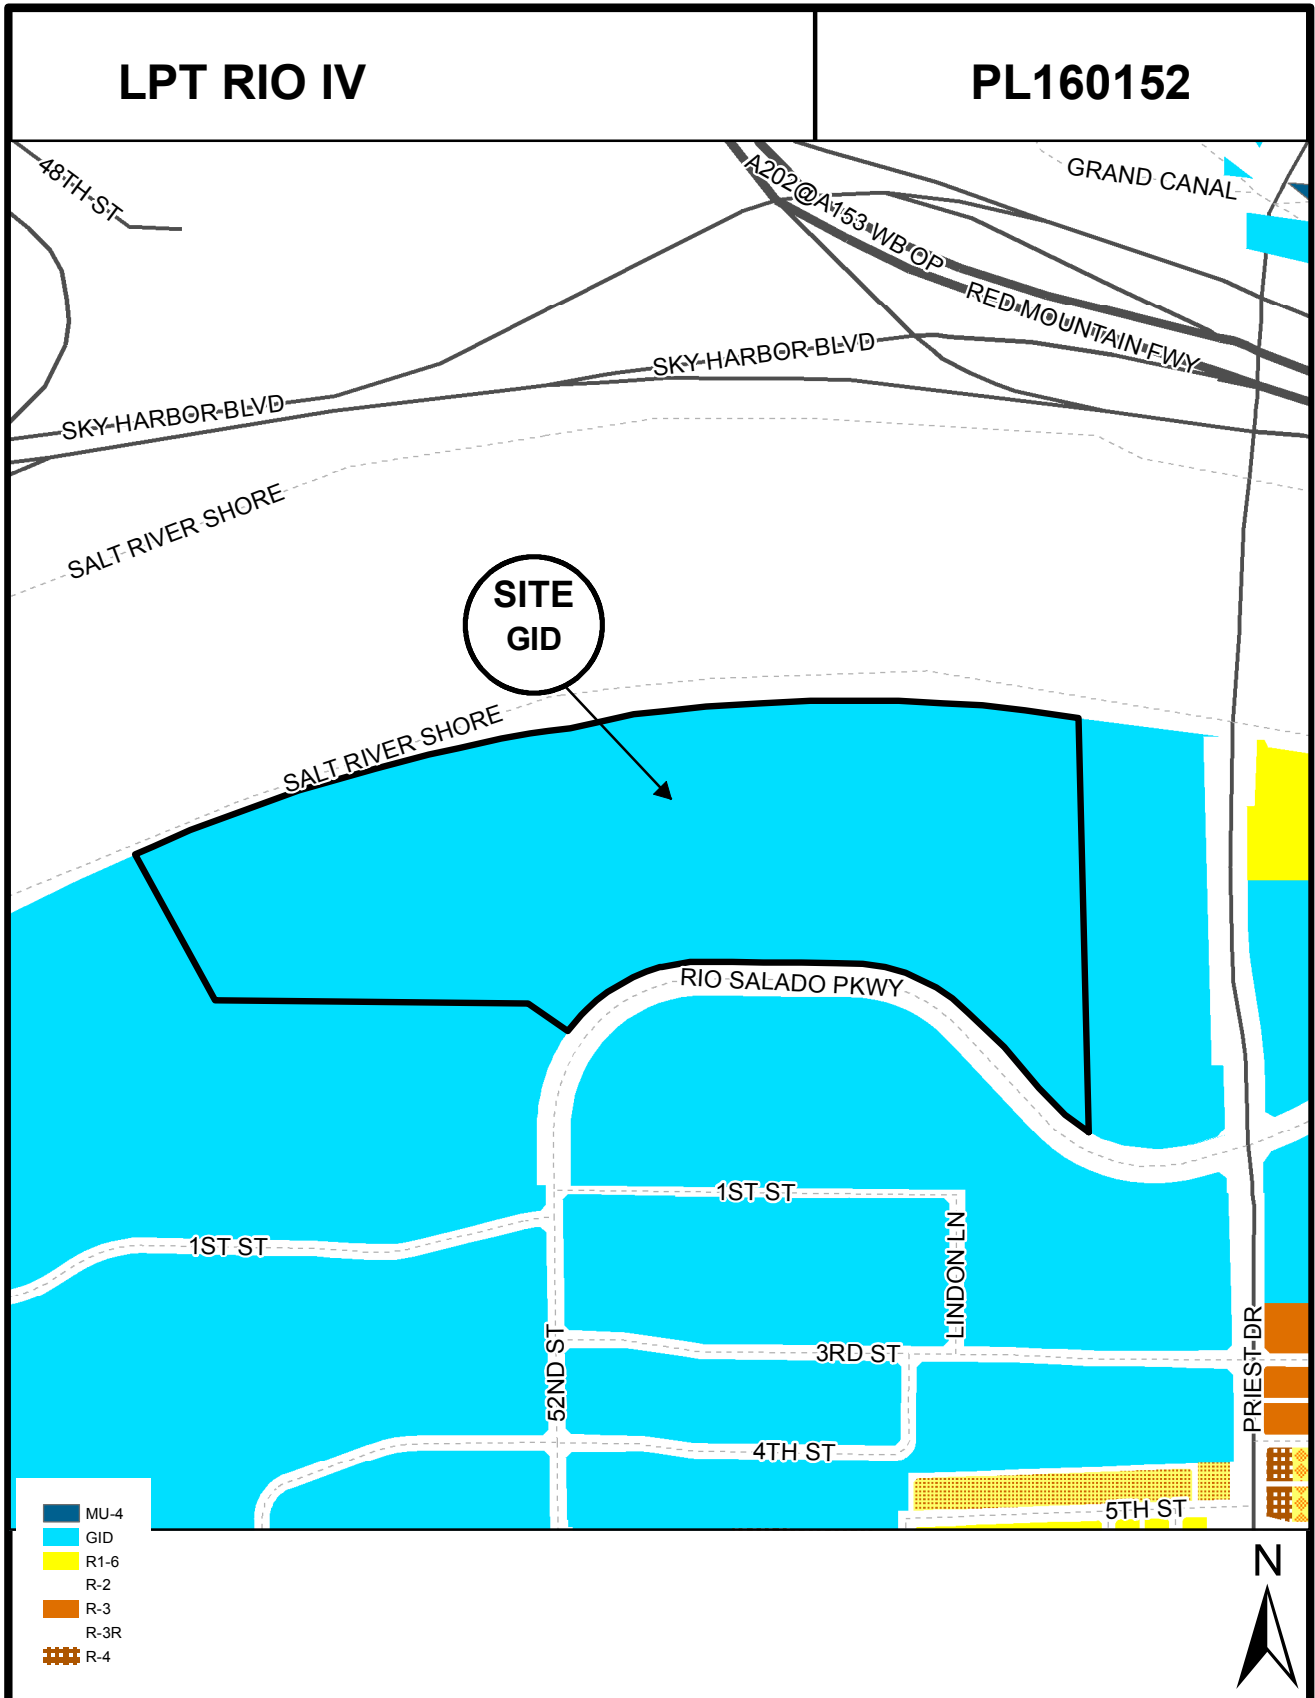 LPT RIO IV
PL160152
48TH ST
A202@A153 WB OP
GRAND CANAL
RED MOUNTAIN FWY
SKY HARBOR BLVD
SKY HARBOR BLVD
SALT RIVER SHORE
SITE
GID
SALT RIVER SHORE
RIO SALADO PKWY
1ST ST
1ST ST
LINDON LN
3RD ST
52ND ST
PRIEST DR
4TH ST
5TH ST
MU-4
GID
R1-6
R-2
R-3
R-3R
R-4
N